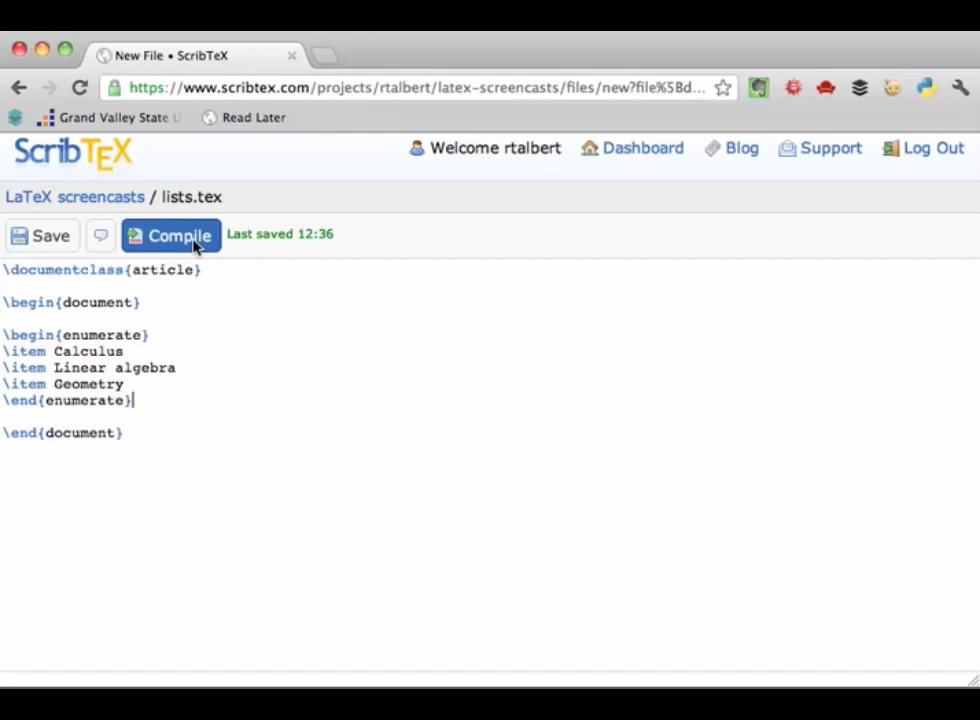 New File • ScribTeX
https://www.scribtex.com/projects/rtalbert/latex-screencasts/files/new?file%5Bd...
Grand Valley State U
Read Later
ScribTEX
Welcome rtalbert
Dashboard
Blog
Support
Log Out
LaTeX screencasts / lists.tex
Save
Compile
Last saved 12:36
\documentclass{article}
\begin{document}
\begin{enumerate}
\item Calculus
\item Linear algebra
\item Geometry
\end{enumerate}
\end{document}